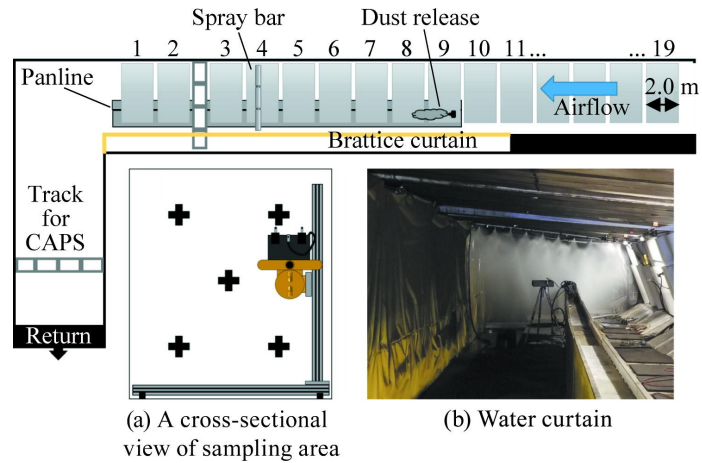 Spray bar
Dust release
1 2 3 4 5 6 7 8 9 10 11... ... 19
Panline
2.0 m
Airflow
Brattice curtain
Track
for
CAPS
Return
(a) A cross-sectional
view of sampling area
(b) Water curtain